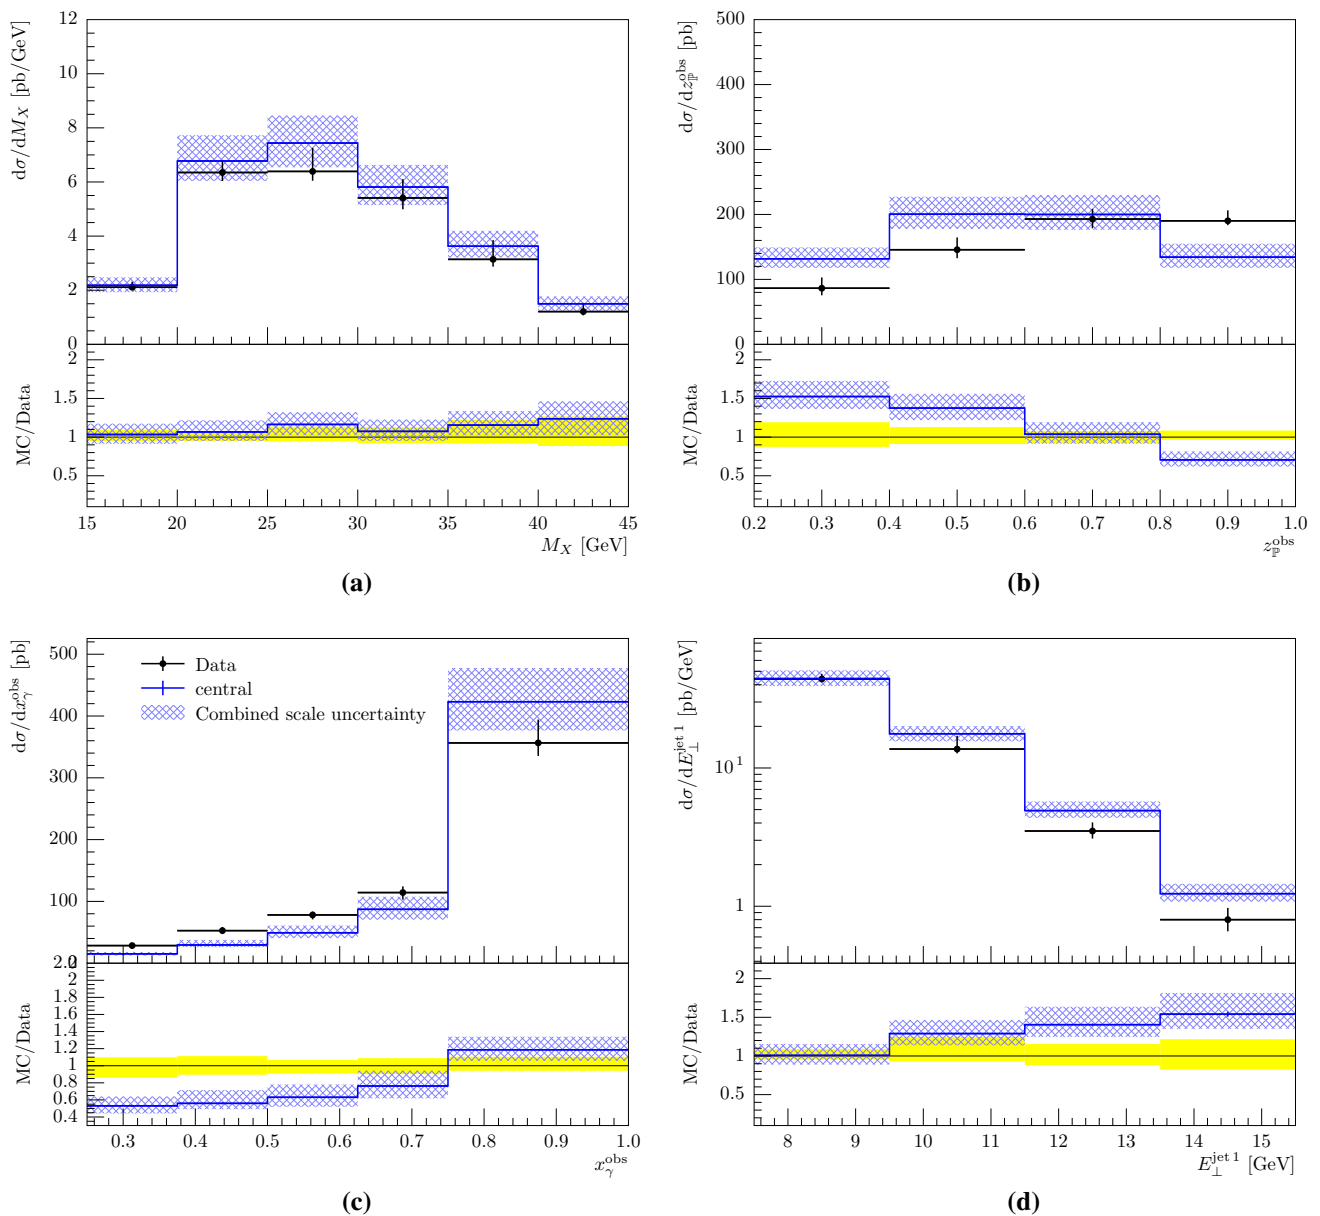 dσ/dM_X [pb/GeV]
12
10
8
6
4
2
0
MC/Data
2
1.5
1
0.5
15 20 25 30 35 40 45
M_X [GeV]
(a)
dσ/dz_ℙ^obs [pb]
500
400
300
200
100
0
MC/Data
2
1.5
1
0.5
0.2 0.3 0.4 0.5 0.6 0.7 0.8 0.9 1.0
z_ℙ^obs
(b)
dσ/dx_γ^obs [pb]
500
400
300
200
100
0
Data
central
Combined scale uncertainty
MC/Data
2.2
2
1.8
1.6
1.4
1.2
1.0
0.8
0.6
0.4
0.3 0.4 0.5 0.6 0.7 0.8 0.9 1.0
x_γ^obs
(c)
dσ/dE_⊥^jet 1 [pb/GeV]
10^1
1
MC/Data
2
1.5
1
0.5
8 9 10 11 12 13 14 15
E_⊥^jet 1 [GeV]
(d)